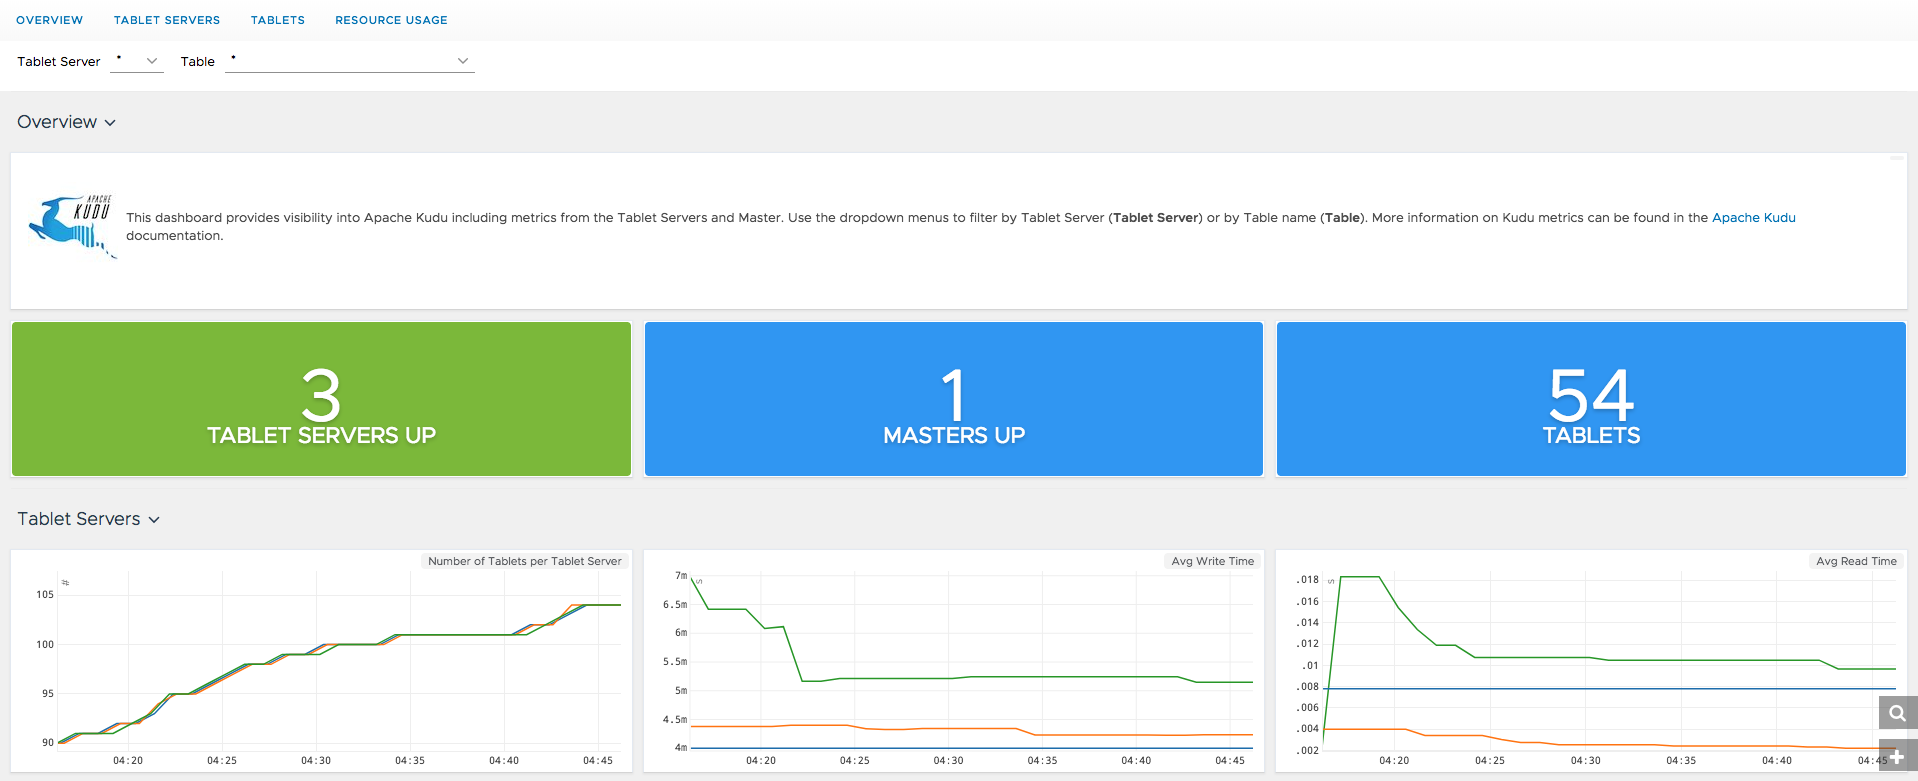 OVERVIEW TABLET SERVERS TABLETS RESOURCE USAGE
Tablet Server * Table *
Overview
APACHE
KUDU
This dashboard provides visibility into Apache Kudu including metrics from the Tablet Servers and Master. Use the dropdown menus to filter by Tablet Server (Tablet Server) or by Table name (Table). More information on Kudu metrics can be found in the Apache Kudu
documentation.
3
TABLET SERVERS UP
1
MASTERS UP
54
TABLETS
Tablet Servers
Number of Tablets per Tablet Server
#
105
100
95
90
04:20 04:25 04:30 04:35 04:40 04:45
Avg Write Time
s
7m
6.5m
6m
5.5m
5m
4.5m
4m
04:20 04:25 04:30 04:35 04:40 04:45
Avg Read Time
s
.018
.016
.014
.012
.01
.008
.006
.004
.002
04:20 04:25 04:30 04:35 04:40 04:45